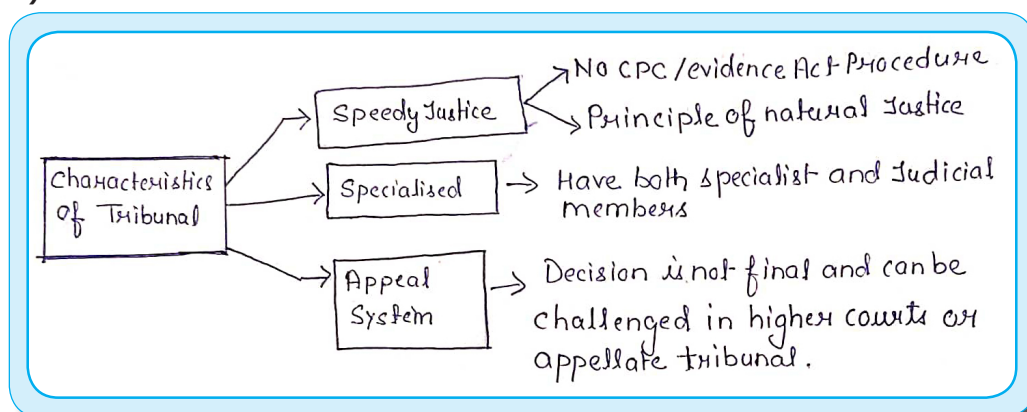 Characteristics
of Tribunal
Speedy Justice
No CPC/evidence Act Procedure
Principle of natural Justice
Specialised
Have both specialist and Judicial
members
Appeal
System
Decision is not final and can be
challenged in higher courts or
appellate tribunal.